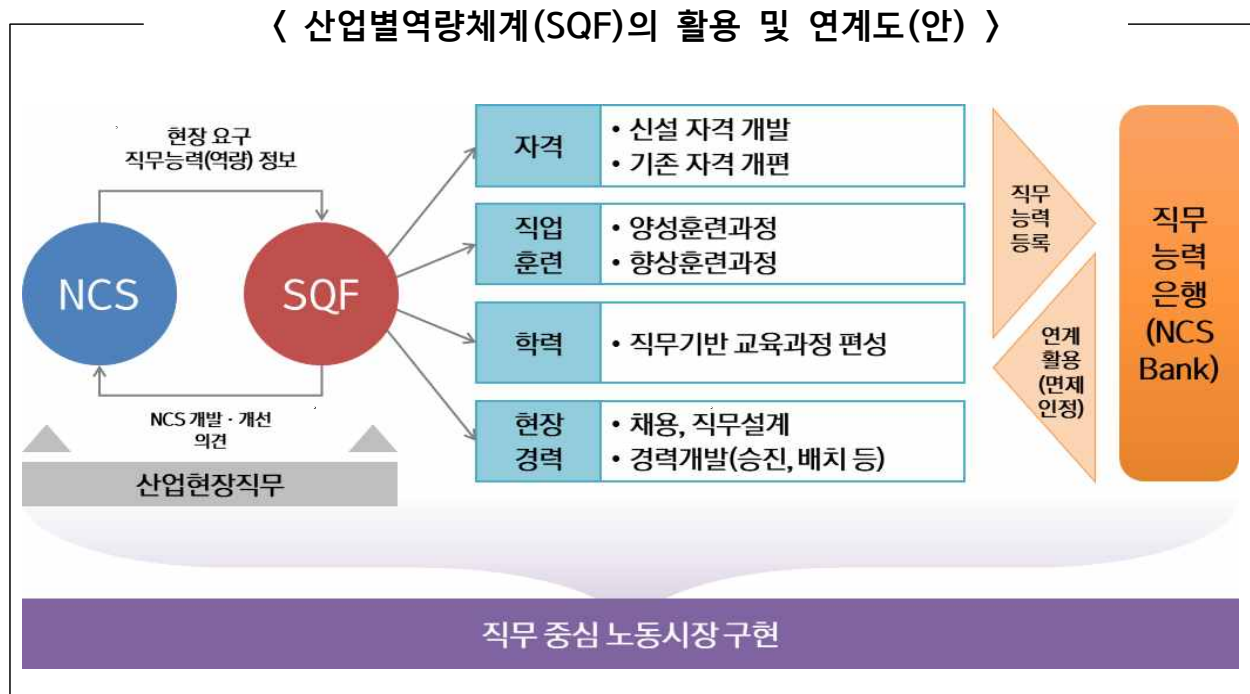 〈 산업별역량체계(SQF)의 활용 및 연계도(안) 〉
현장 요구
직무능력(역량) 정보
NCS
SQF
NCS 개발 · 개선
의견
산업현장직무
자격
• 신설 자격 개발
• 기존 자격 개편
직업
훈련
• 양성훈련과정
• 향상훈련과정
학력
• 직무기반 교육과정 편성
현장
경력
• 채용, 직무설계
• 경력개발(승진, 배치 등)
직무
능력
등록
연계
활용
(면제
인정)
직무
능력
은행
(NCS
Bank)
직무 중심 노동시장 구현